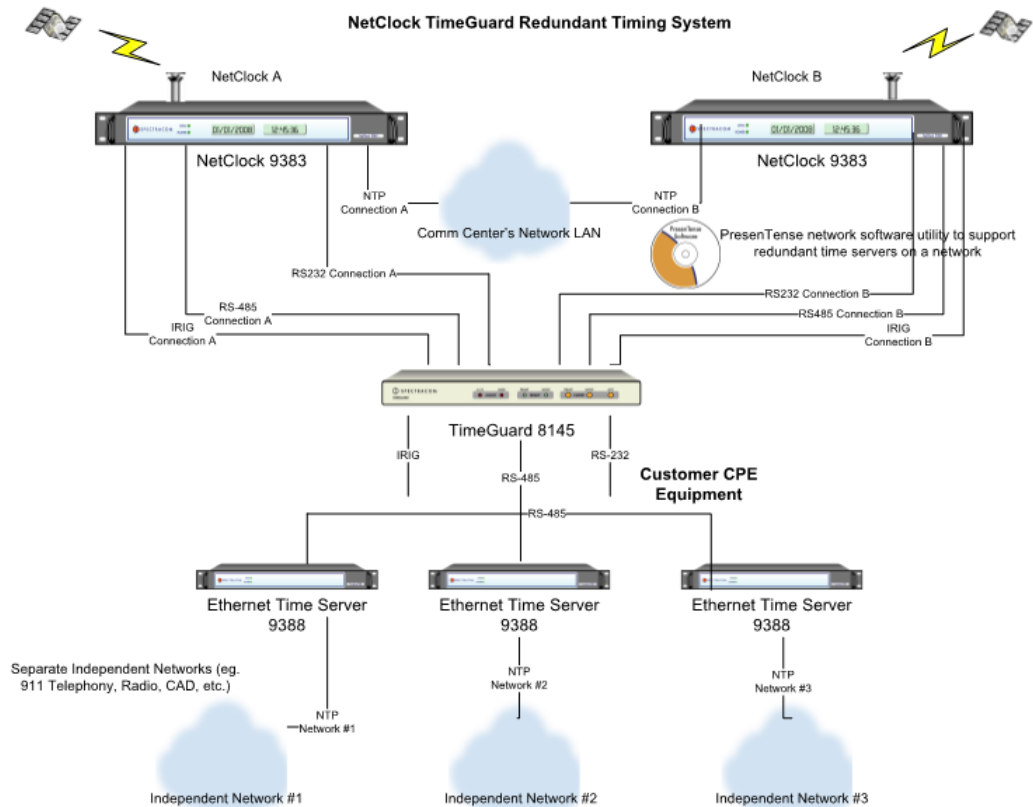 NetClock TimeGuard Redundant Timing System
NetClock A
NetClock B
SPECTRACOM
01/01/2008
12:45:36
SPECTRACOM
01/01/2008
12:45:36
NetClock 9383
NetClock 9383
NTP
Connection A
NTP
Connection B
Comm Center's Network LAN
PresenTense
Software
PresenTense network software utility to support
redundant time servers on a network
RS232 Connection A
RS232 Connection B
RS-485
Connection A
RS485 Connection B
IRIG
Connection A
IRIG
Connection B
SPECTRACOM
TimeGuard 8145
IRIG
RS-485
RS-232
Customer CPE
Equipment
RS-485
Ethernet Time Server
9388
Ethernet Time Server
9388
Ethernet Time Server
9388
Separate Independent Networks (eg.
911 Telephony, Radio, CAD, etc.)
NTP
Network #1
NTP
Network #2
NTP
Network #3
Independent Network #1
Independent Network #2
Independent Network #3